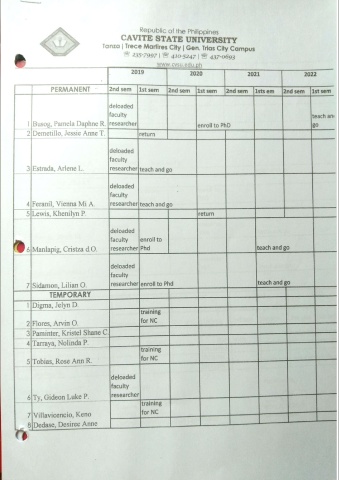 Republic of the Philippines
CAVITE STATE UNIVERSITY
Tanza | Trece Martires City | Gen. Trias City Campus
☏ 433-7997 | ☏ 410-5247 | ☏ 437-0693
www.cvsu.edu.ph
2019 2020 2021 2022
PERMANENT 2nd sem 1st sem 2nd sem 1st sem 2nd sem 1sts em 2nd sem 1st sem
1 Buhog, Pamela Daphne R. deloaded faculty researcher enroll to PhD teach an go
2 Demetillo, Jessie Anne T. return
3 Estrada, Arlene L. deloaded faculty researcher teach and go
4 Feranil, Vienna Mi A. deloaded faculty researcher teach and go
5 Lewis, Khenilyn P. return
6 Manlapig, Cristza d O. deloaded faculty researcher enroll to Phd teach and go
7 Sidamon, Lilian O. deloaded faculty researcher enroll to Phd teach and go
TEMPORARY
1 Digma, Jelyn D.
2 Flores, Arvin O. training for NC
3 Paminter, Kristel Shane C.
4 Tarraya, Nolinda P.
5 Tobias, Rose Ann R. training for NC
6 Ty, Gideon Luke P. deloaded faculty researcher
7 Villavicencio, Keno training for NC
8 Dedase, Desiree Anne